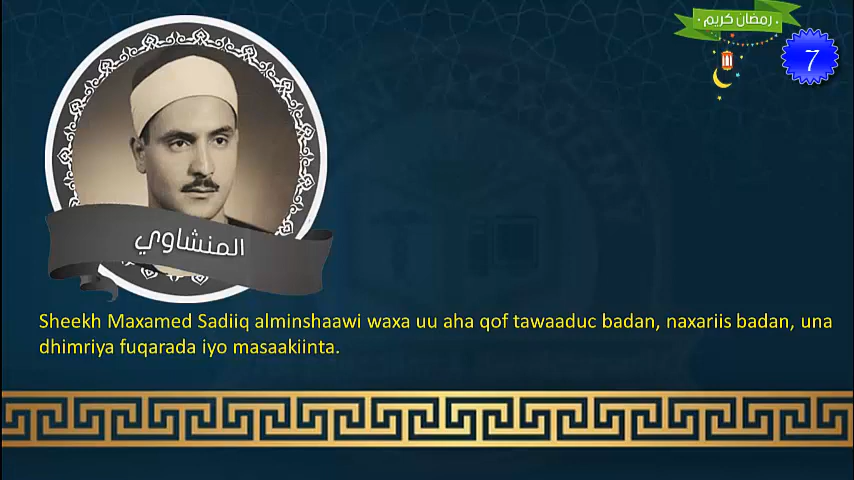 · رمضان كريم ·
7
المنشاوي
Sheekh Maxamed Sadiiq alminshaawi waxa uu aha qof tawaaduc badan, naxariis badan, una
dhimriya fuqarada iyo masaakiinta.